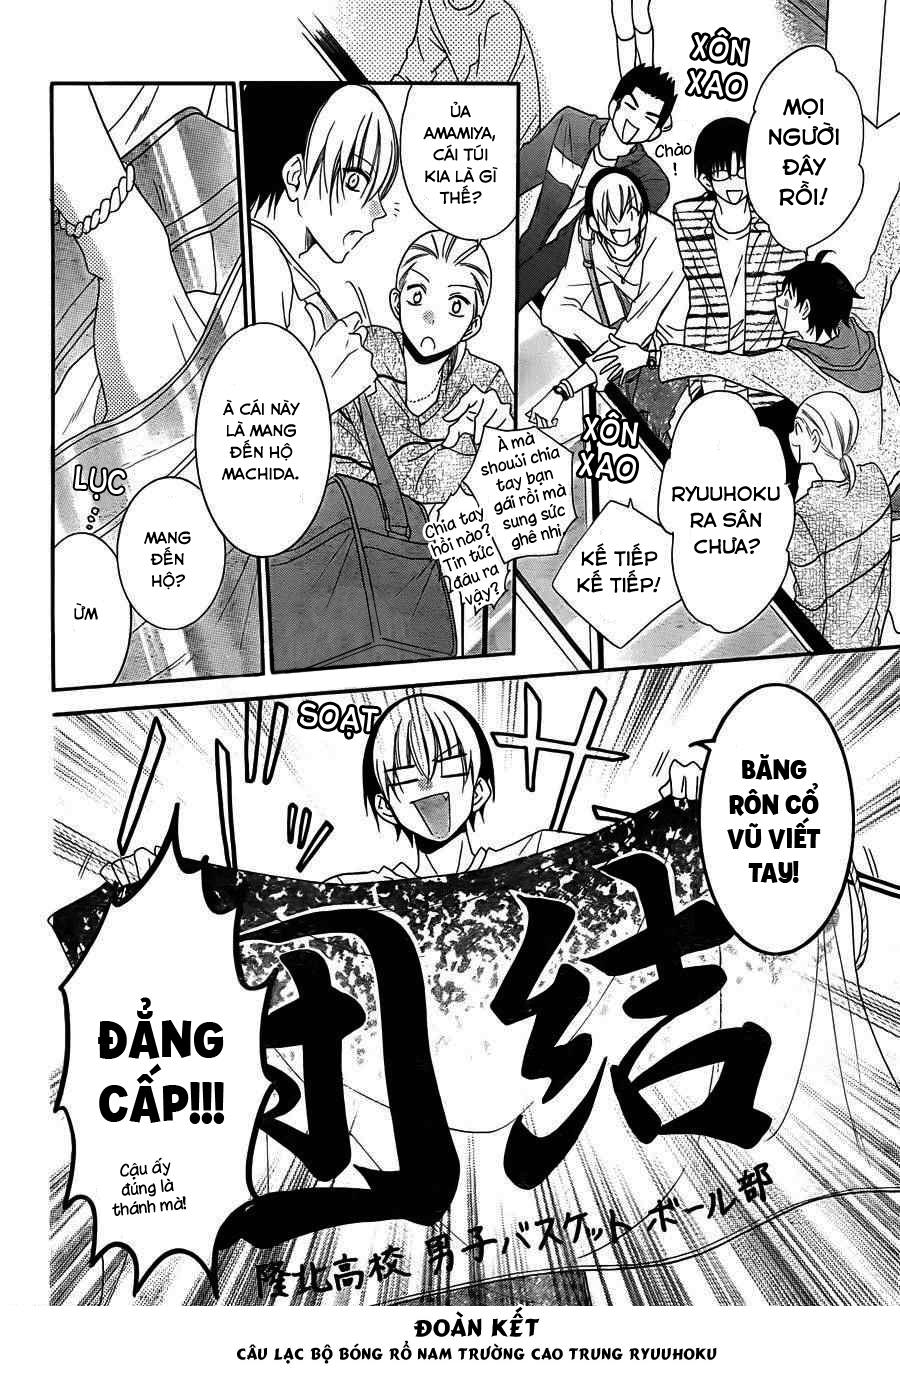 XÔN
XAO
MỌI
NGƯỜI
ĐÂY
RỒI!
Chào
!
XÔN
XAO
RYUUHOKU
RA SÂN
CHƯA?
KẾ TIẾP
KẾ TIẾP!
À mà
shouji chia
tay bạn
gái rồi mà
sung sức
ghê nhỉ
Chia tay
hồi nào?
Tin tức
đâu ra
vậy?
ỦA
AMAMIYA,
CÁI TÚI
KIA LÀ GÌ
THẾ?
À CÁI NÀY
LÀ MANG
ĐẾN HỘ
MACHIDA.
LỤC
MANG
ĐẾN
HỘ?
ỪM
SOẠT
BĂNG
RÔN CỔ
VŨ VIẾT
TAY!
団結
隆北高校 男子バスケットボール部
ĐẲNG
CẤP!!!
Cậu ấy
đúng là
thánh mà!
ĐOÀN KẾT
CÂU LẠC BỘ BÓNG RỔ NAM TRƯỜNG CAO TRUNG RYUUHOKU